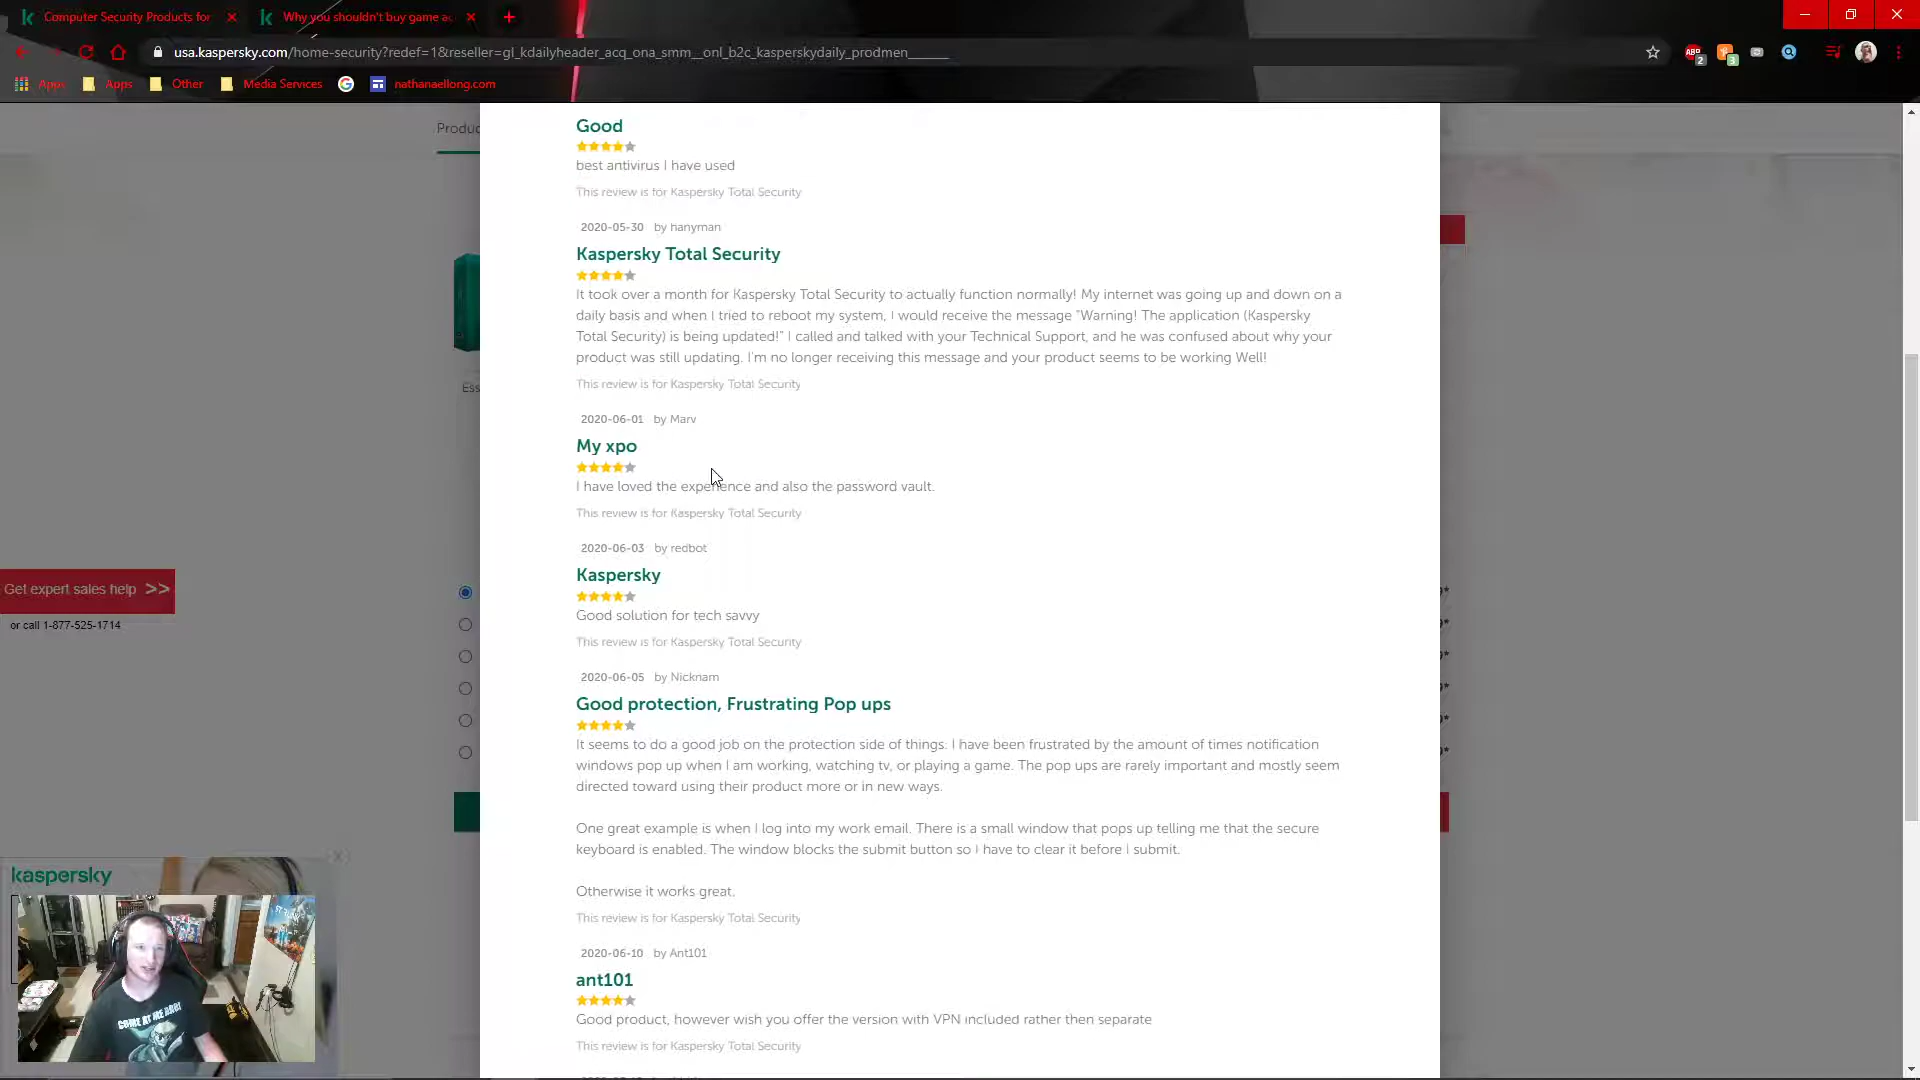 Computer Security Products for
Why you shouldn't buy game ac
usa.kaspersky.com/home-security?redef=1&reseller=gl_kdailyheader_acq_ona_smm__onl_b2c_kasperskydaily_prodmen_______
Apps
Apps
Other
Media Services
nathanaellong.com
Produc
Good
best antivirus I have used
This review is for Kaspersky Total Security
2020-05-30 by hanyman
Kaspersky Total Security
It took over a month for Kaspersky Total Security to actually function normally! My internet was going up and down on a
daily basis and when I tried to reboot my system, I would receive the message "Warning! The application (Kaspersky
Total Security) is being updated!" I called and talked with your Technical Support, and he was confused about why your
product was still updating. I'm no longer receiving this message and your product seems to be working Well!
This review is for Kaspersky Total Security
Ess
2020-06-01 by Marv
My xpo
I have loved the experience and also the password vault.
This review is for Kaspersky Total Security
2020-06-03 by redbot
Kaspersky
Good solution for tech savvy
This review is for Kaspersky Total Security
Get expert sales help >>
or call 1-877-525-1714
2020-06-05 by Nicknam
Good protection, Frustrating Pop ups
It seems to do a good job on the protection side of things. I have been frustrated by the amount of times notification
windows pop up when I am working, watching tv, or playing a game. The pop ups are rarely important and mostly seem
directed toward using their product more or in new ways.
One great example is when I log into my work email. There is a small window that pops up telling me that the secure
keyboard is enabled. The window blocks the submit button so I have to clear it before I submit.
Otherwise it works great.
This review is for Kaspersky Total Security
2020-06-10 by Ant101
ant101
Good product, however wish you offer the version with VPN included rather then separate
This review is for Kaspersky Total Security
kaspersky
COME AT ME BRO!